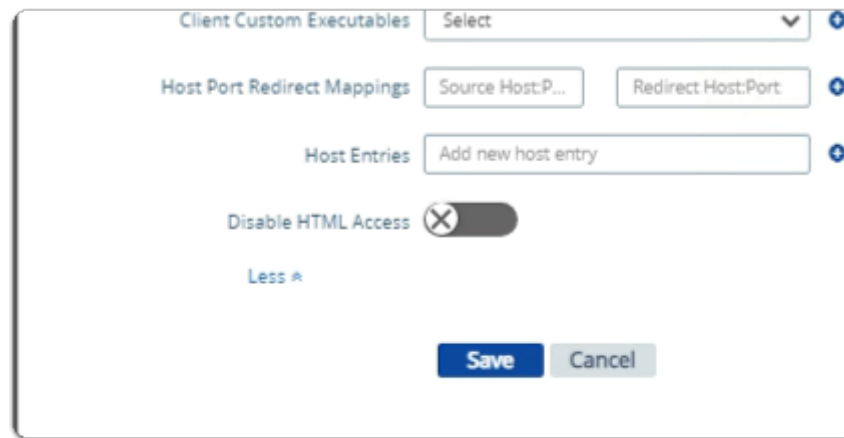 Client Custom Executables Select
Host Port Redirect Mappings Source Host:P... Redirect Host:Port
Host Entries Add new host entry
Disable HTML Access
Less
Save Cancel